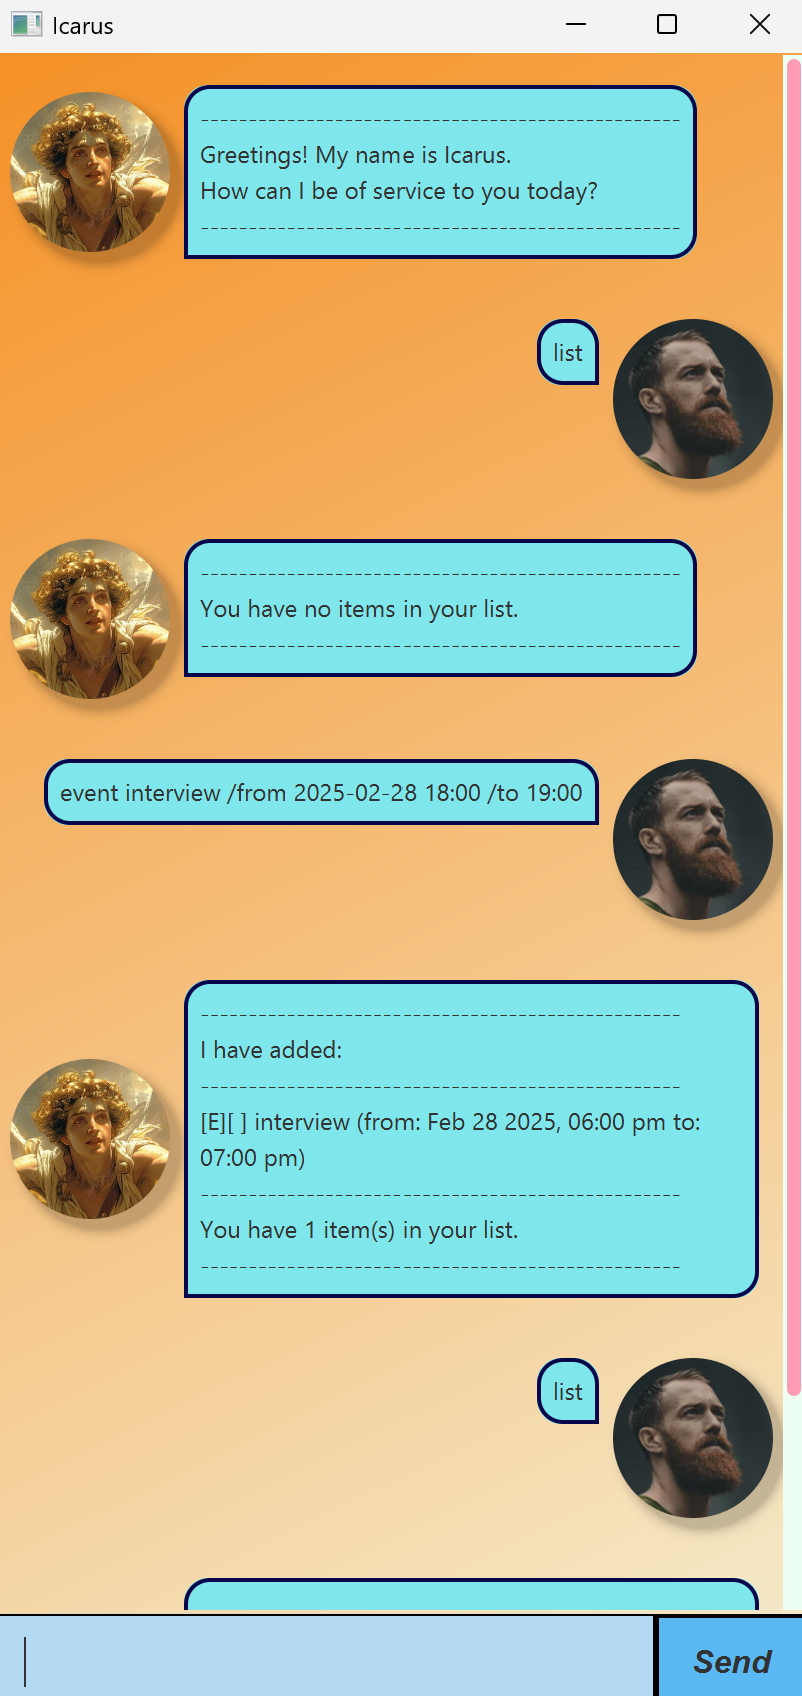 Icarus
------------------------------------------------
Greetings! My name is Icarus.
How can I be of service to you today?
------------------------------------------------
list
------------------------------------------------
You have no items in your list.
------------------------------------------------
event interview /from 2025-02-28 18:00 /to 19:00
------------------------------------------------
I have added:
------------------------------------------------
[E][ ] interview (from: Feb 28 2025, 06:00 pm to:
07:00 pm)
------------------------------------------------
You have 1 item(s) in your list.
------------------------------------------------
list
Send